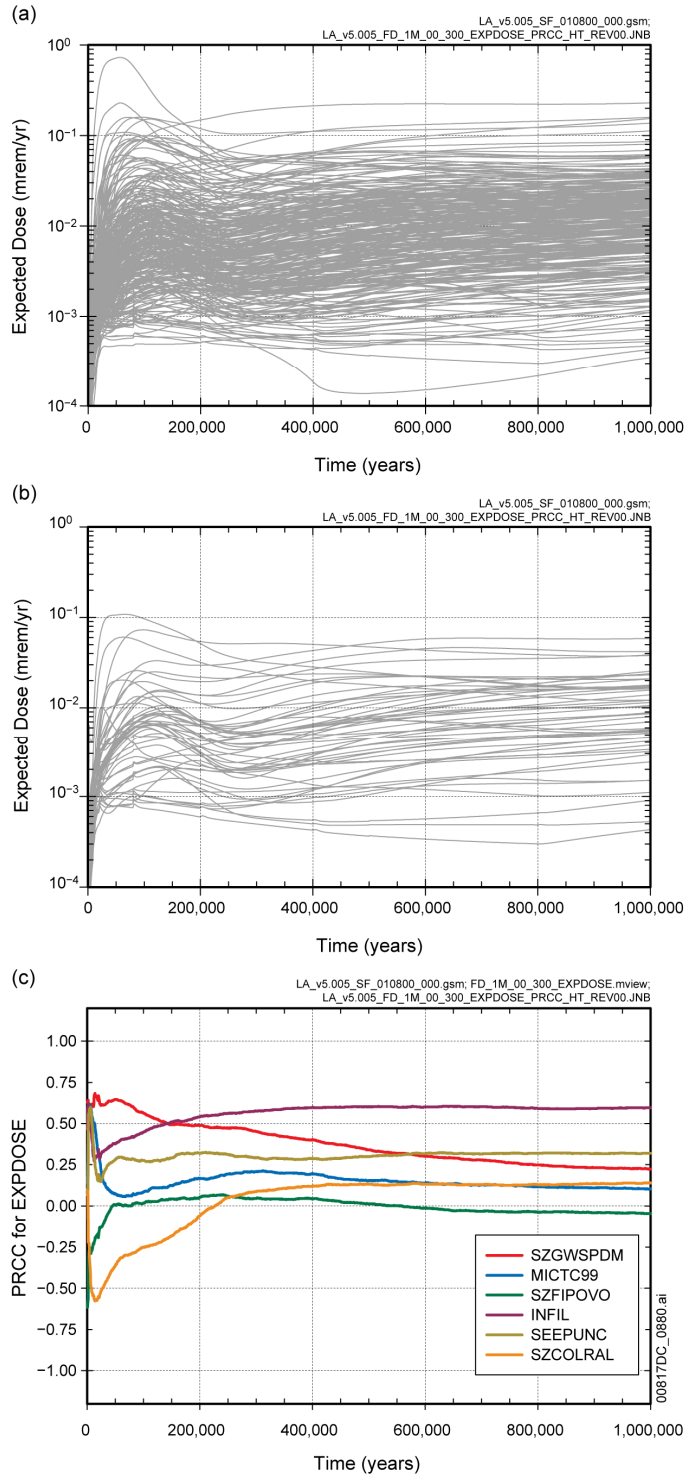 (a)
LA_v5.005_SF_010800_000.gsm;
LA_v5.005_FD_1M_00_300_EXPDOSE_PRCC_HT_REV00.JNB
10⁰
10⁻¹
10⁻²
10⁻³
10⁻⁴
Expected Dose (mrem/yr)
0 200,000 400,000 600,000 800,000 1,000,000
Time (years)
(b)
LA_v5.005_SF_010800_000.gsm;
LA_v5.005_FD_1M_00_300_EXPDOSE_PRCC_HT_REV00.JNB
10⁰
10⁻¹
10⁻²
10⁻³
10⁻⁴
Expected Dose (mrem/yr)
0 200,000 400,000 600,000 800,000 1,000,000
Time (years)
(c)
LA_v5.005_SF_010800_000.gsm; FD_1M_00_300_EXPDOSE.mview;
LA_v5.005_FD_1M_00_300_EXPDOSE_PRCC_HT_REV00.JNB
1.00
0.75
0.50
0.25
0.00
−0.25
−0.50
−0.75
−1.00
PRCC for EXPDOSE
SZGWSPDM
MICTC99
SZFIPOVO
INFIL
SEEPUNC
SZCOLRAL
00817DC_0880.ai
0 200,000 400,000 600,000 800,000 1,000,000
Time (years)